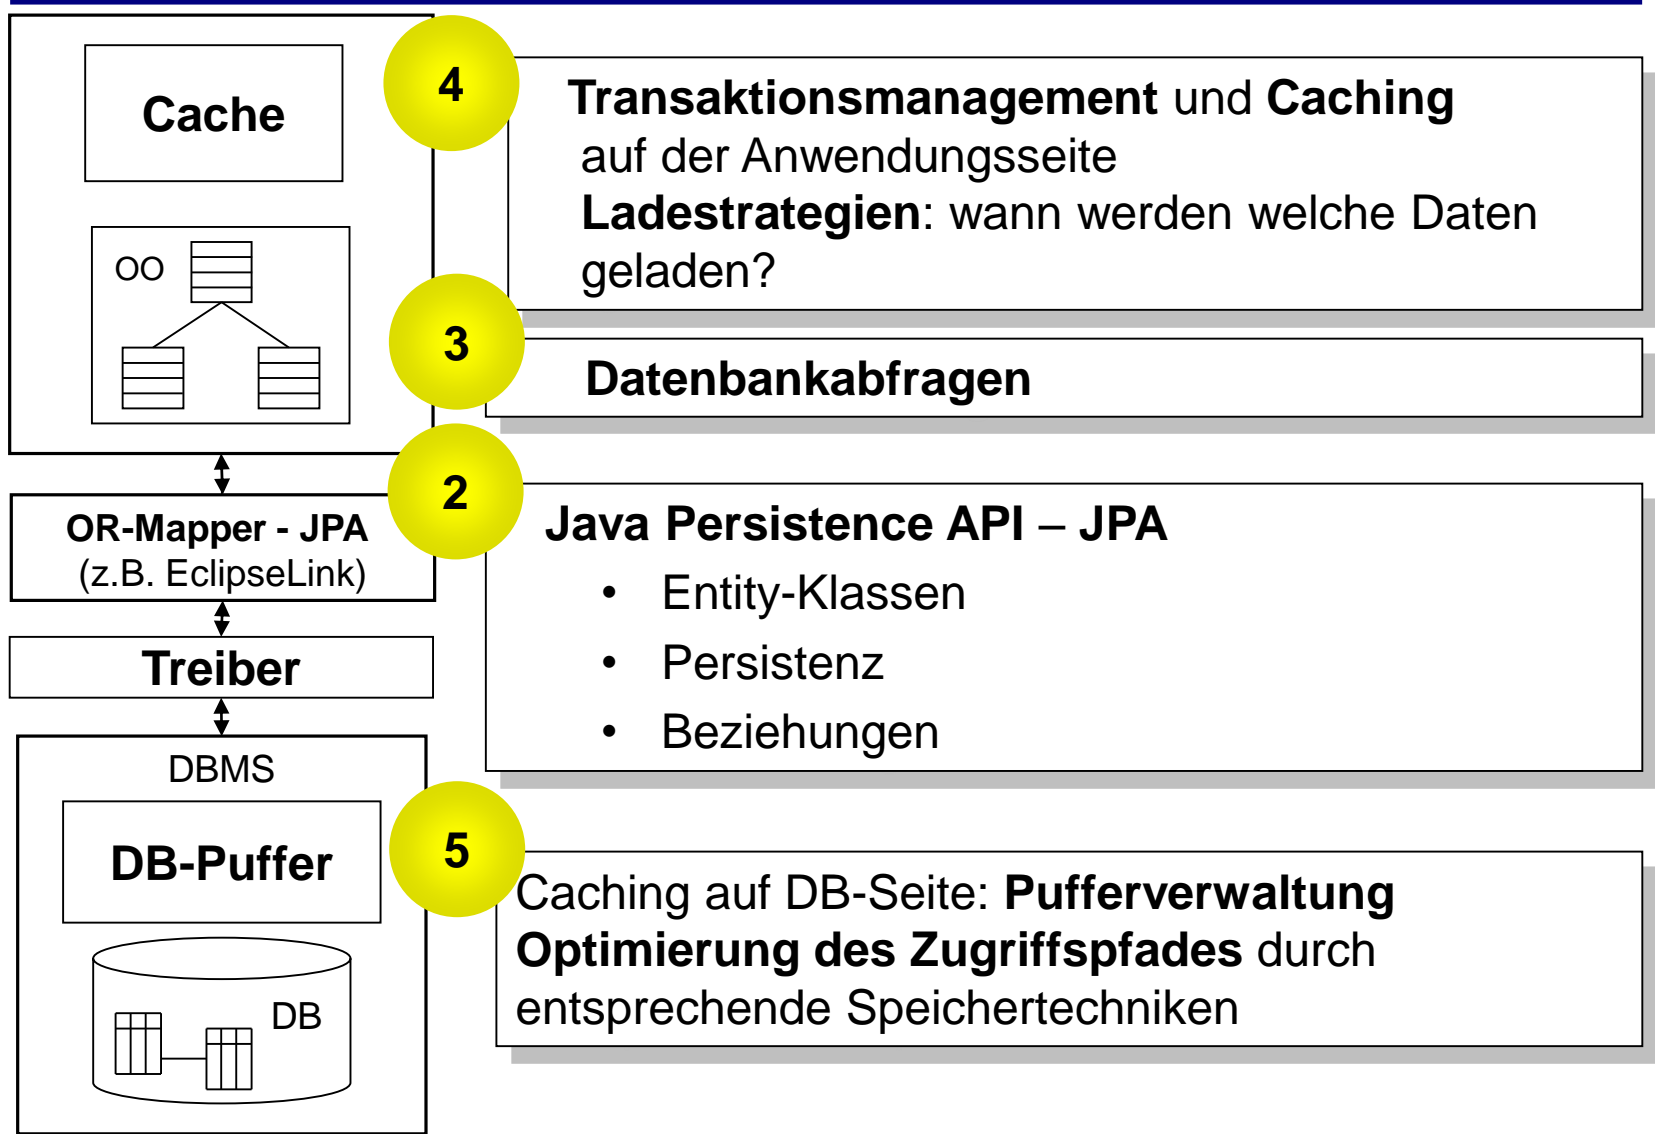 Cache
OO
4
Transaktionsmanagement und Caching
auf der Anwendungsseite
Ladestrategien: wann werden welche Daten
geladen?
3
Datenbankabfragen
OR-Mapper - JPA
(z.B. EclipseLink)
2
Java Persistence API – JPA
• Entity-Klassen
• Persistenz
• Beziehungen
Treiber
DBMS
DB-Puffer
DB
5
Caching auf DB-Seite: Pufferverwaltung
Optimierung des Zugriffspfades durch
entsprechende Speichertechniken